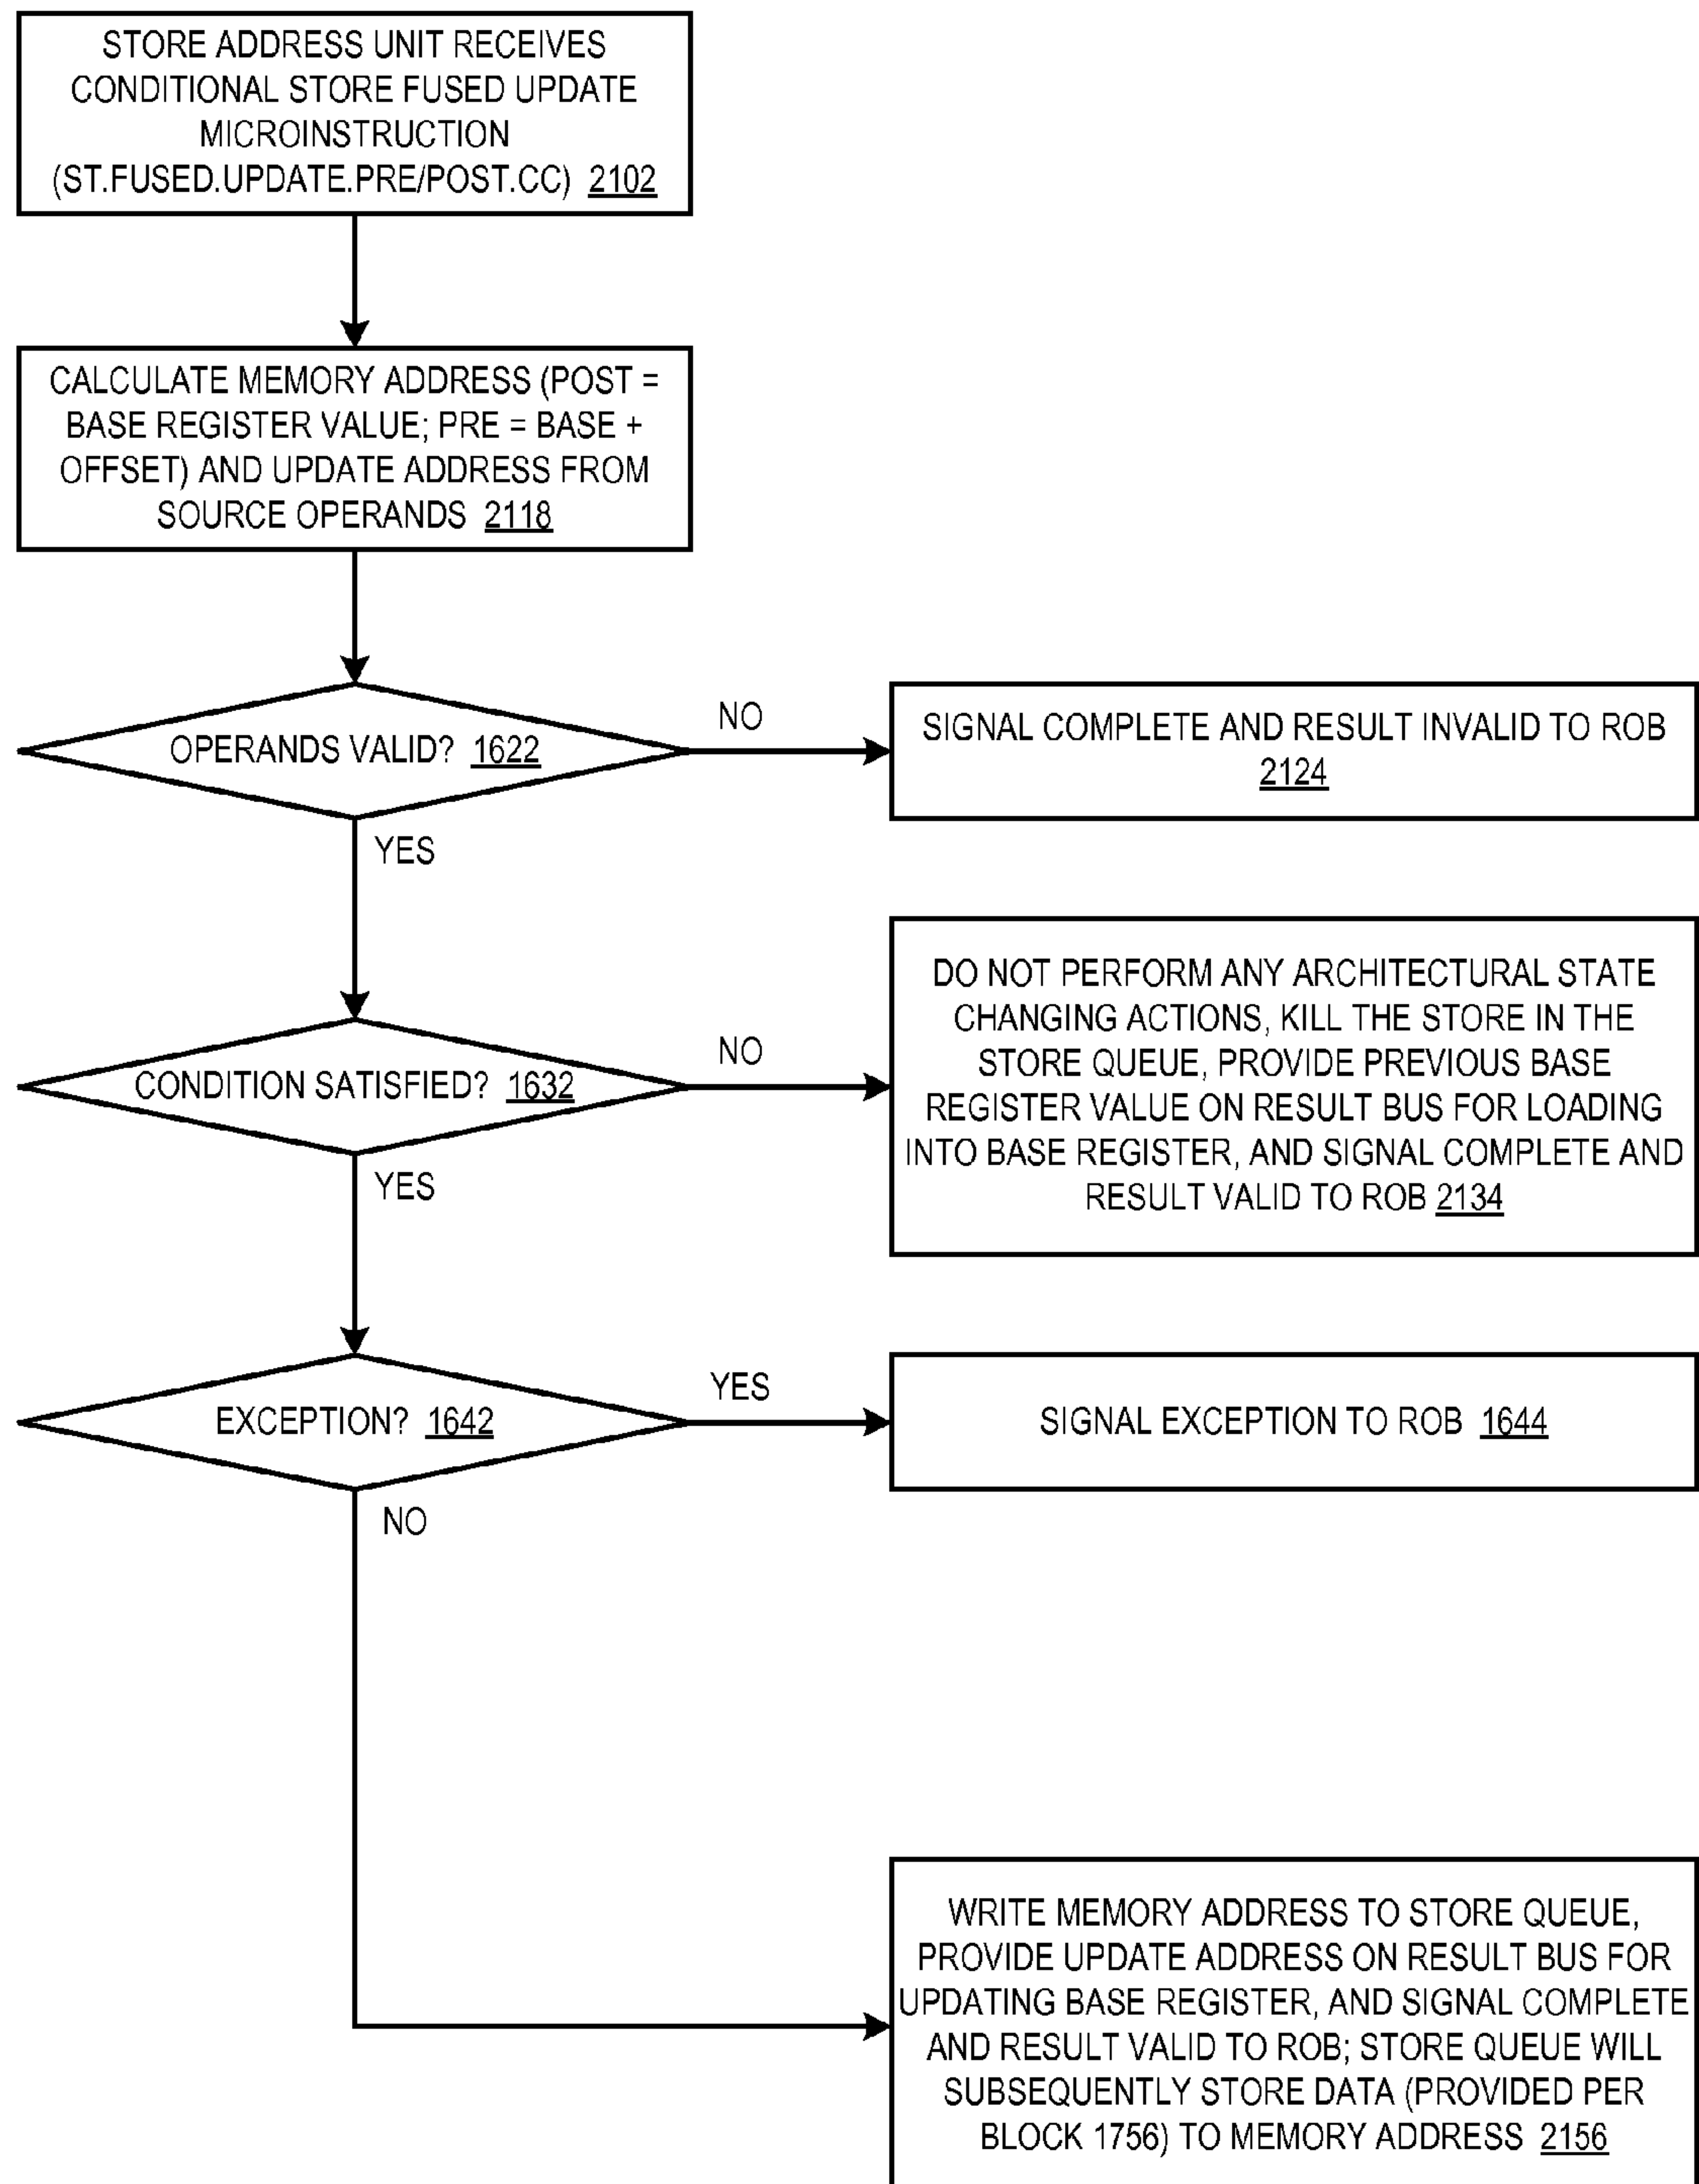 STORE ADDRESS UNIT RECEIVES
CONDITIONAL STORE FUSED UPDATE
MICROINSTRUCTION
(ST.FUSED.UPDATE.PRE/POST.CC) 2102
CALCULATE MEMORY ADDRESS (POST =
BASE REGISTER VALUE; PRE = BASE +
OFFSET) AND UPDATE ADDRESS FROM
SOURCE OPERANDS 2118
OPERANDS VALID? 1622
NO
SIGNAL COMPLETE AND RESULT INVALID TO ROB
2124
YES
CONDITION SATISFIED? 1632
NO
DO NOT PERFORM ANY ARCHITECTURAL STATE
CHANGING ACTIONS, KILL THE STORE IN THE
STORE QUEUE, PROVIDE PREVIOUS BASE
REGISTER VALUE ON RESULT BUS FOR LOADING
INTO BASE REGISTER, AND SIGNAL COMPLETE AND
RESULT VALID TO ROB 2134
YES
EXCEPTION? 1642
YES
SIGNAL EXCEPTION TO ROB 1644
NO
WRITE MEMORY ADDRESS TO STORE QUEUE,
PROVIDE UPDATE ADDRESS ON RESULT BUS FOR
UPDATING BASE REGISTER, AND SIGNAL COMPLETE
AND RESULT VALID TO ROB; STORE QUEUE WILL
SUBSEQUENTLY STORE DATA (PROVIDED PER
BLOCK 1756) TO MEMORY ADDRESS 2156